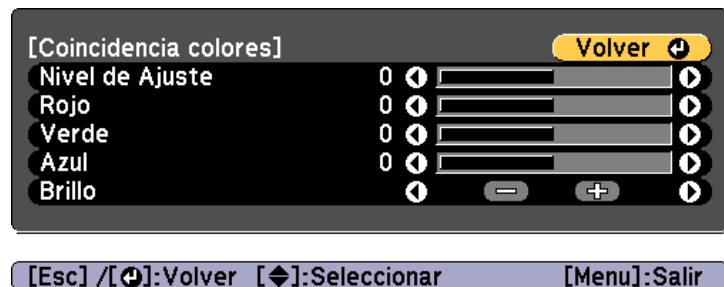 [Coincidencia colores] Volver
Nivel de Ajuste 0
Rojo 0
Verde 0
Azul 0
Brillo - +
[Esc] /[⏎]:Volver [◆]:Seleccionar [Menu]:Salir